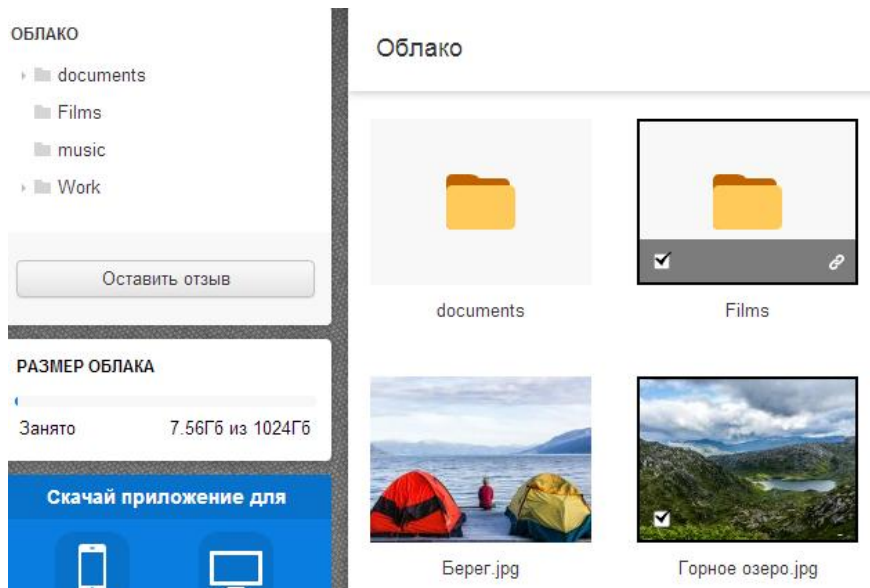 ОБЛАКО
documents
Films
music
Work
Оставить отзыв
РАЗМЕР ОБЛАКА
Занято 7.56Гб из 1024Гб
Скачай приложение для
Облако
documents Films
Берег.jpg Горное озеро.jpg